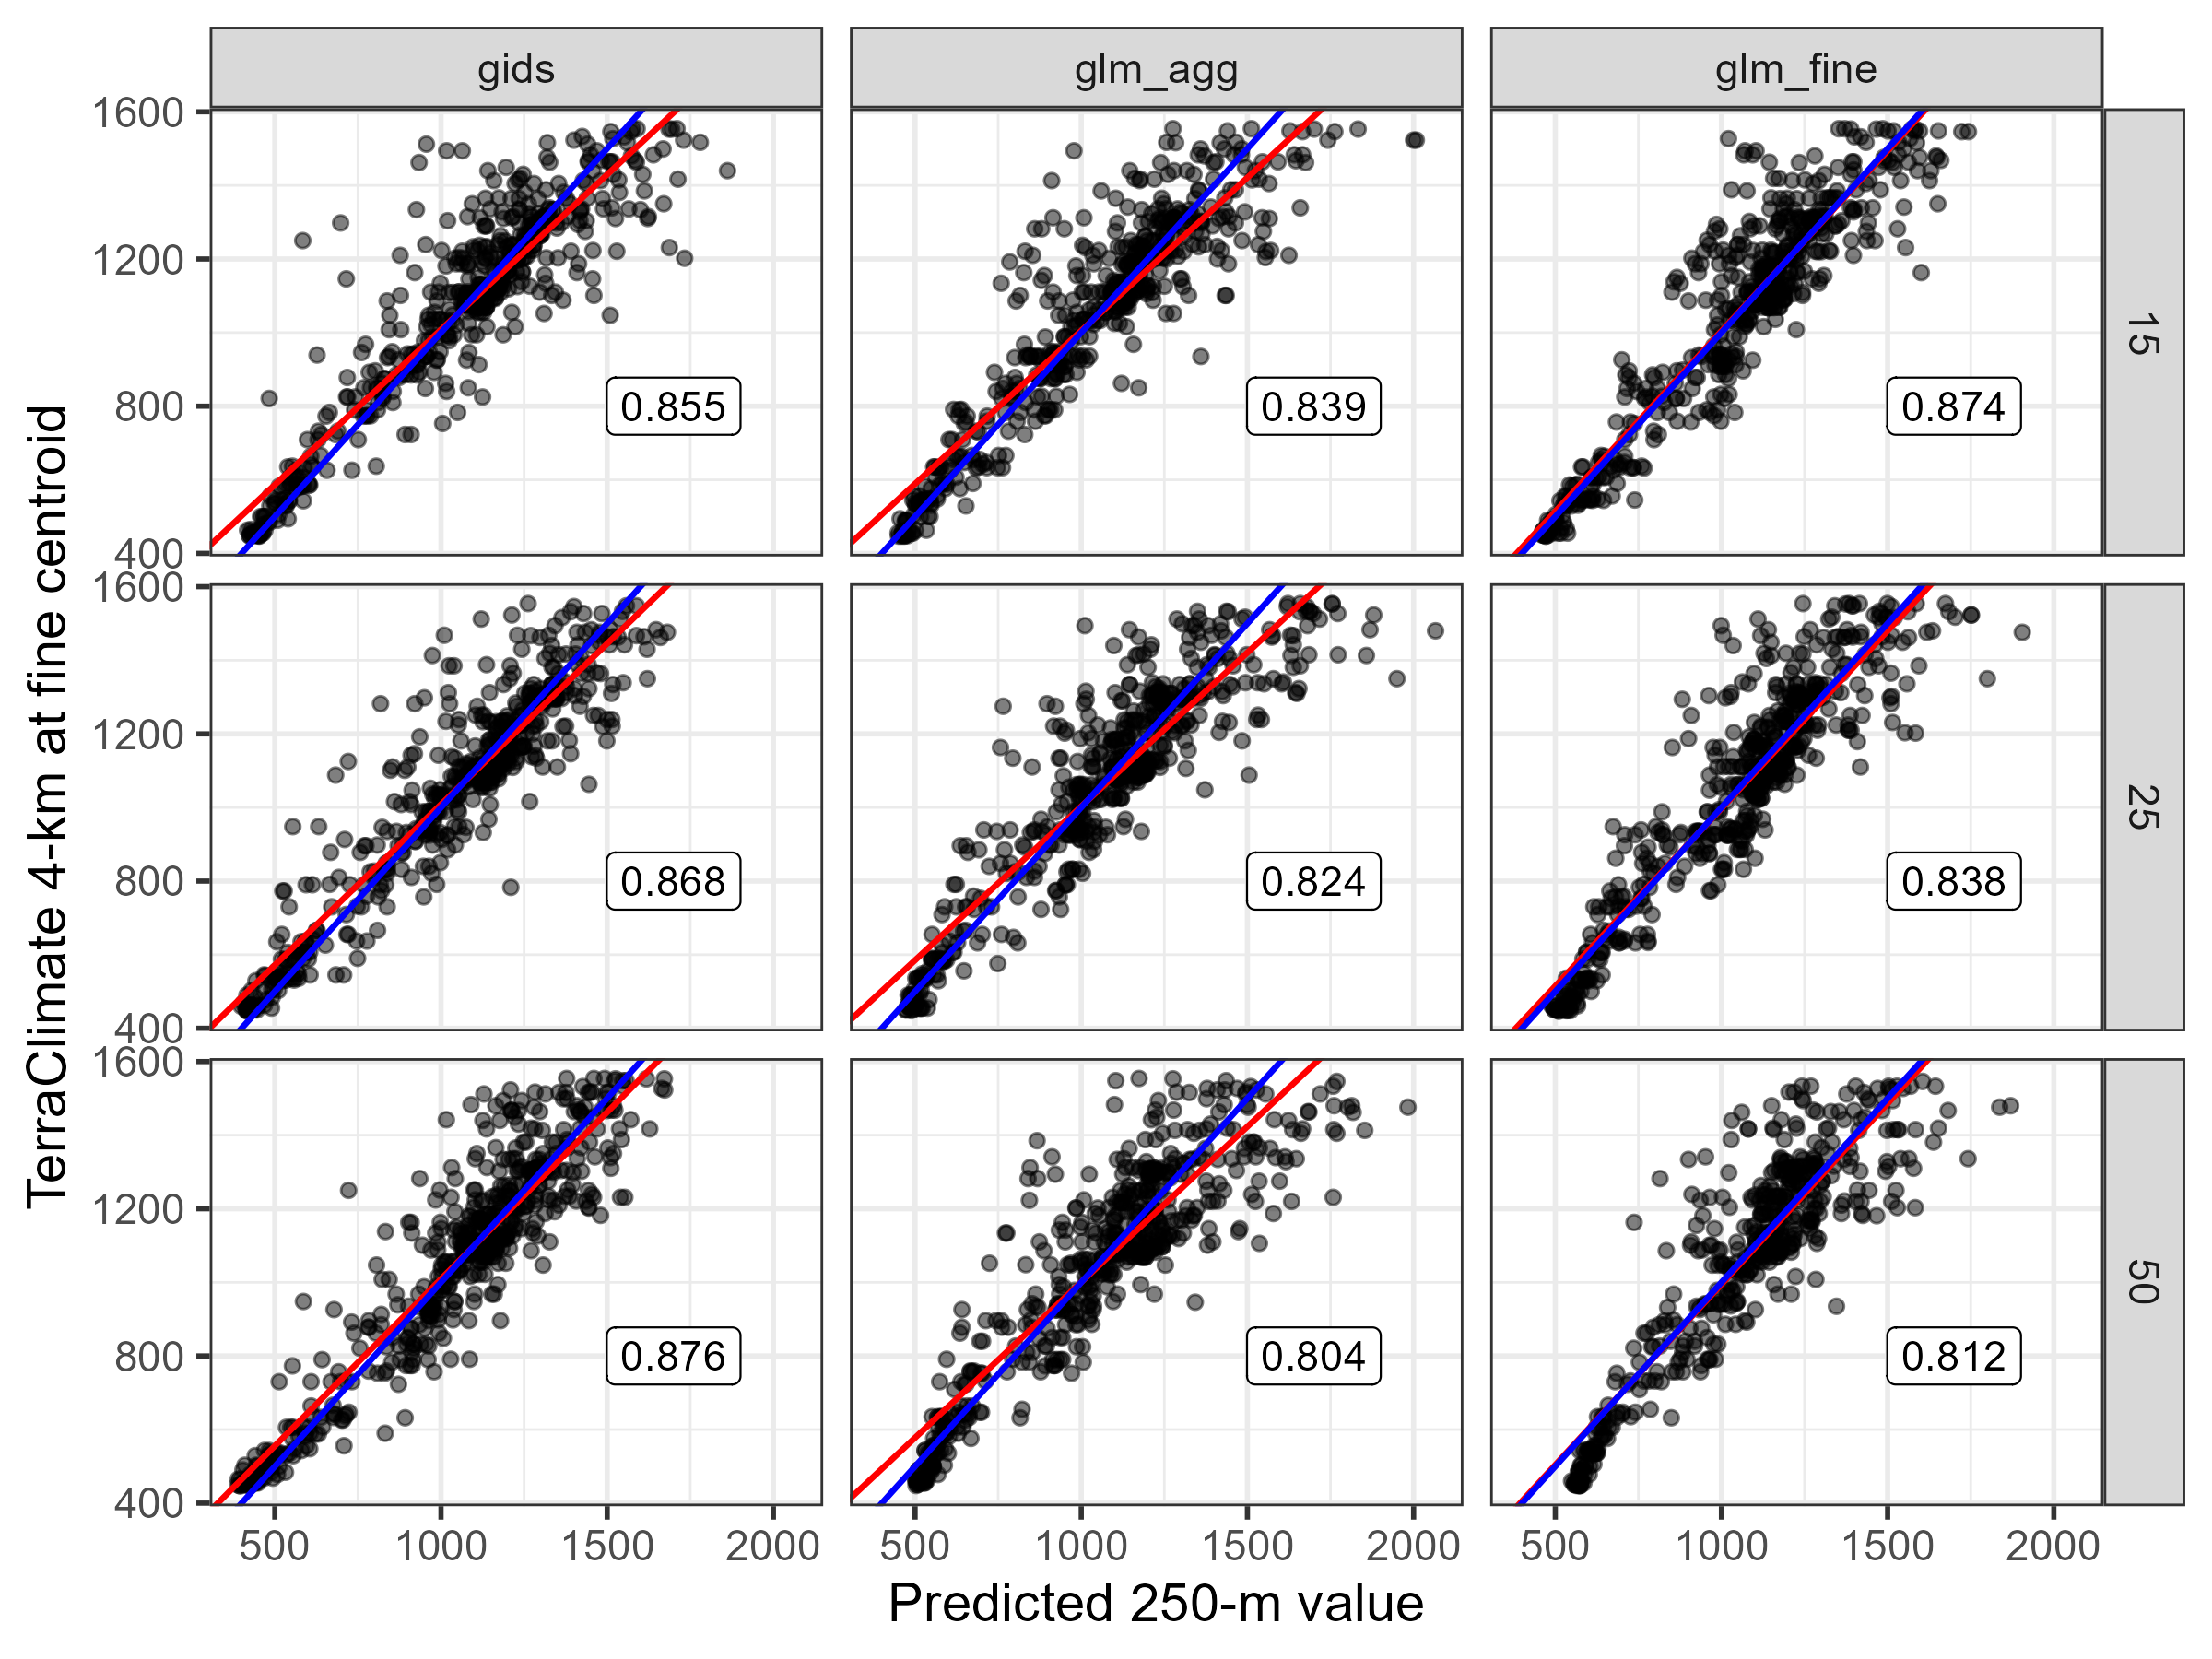 gids glm_agg glm_fine
1600
1200
800
400
0.855 0.839 0.874
15
1600
1200
800
400
0.868 0.824 0.838
25
1600
1200
800
400
0.876 0.804 0.812
50
500 1000 1500 2000 500 1000 1500 2000 500 1000 1500 2000
Predicted 250-m value
TerraClimate 4-km at fine centroid